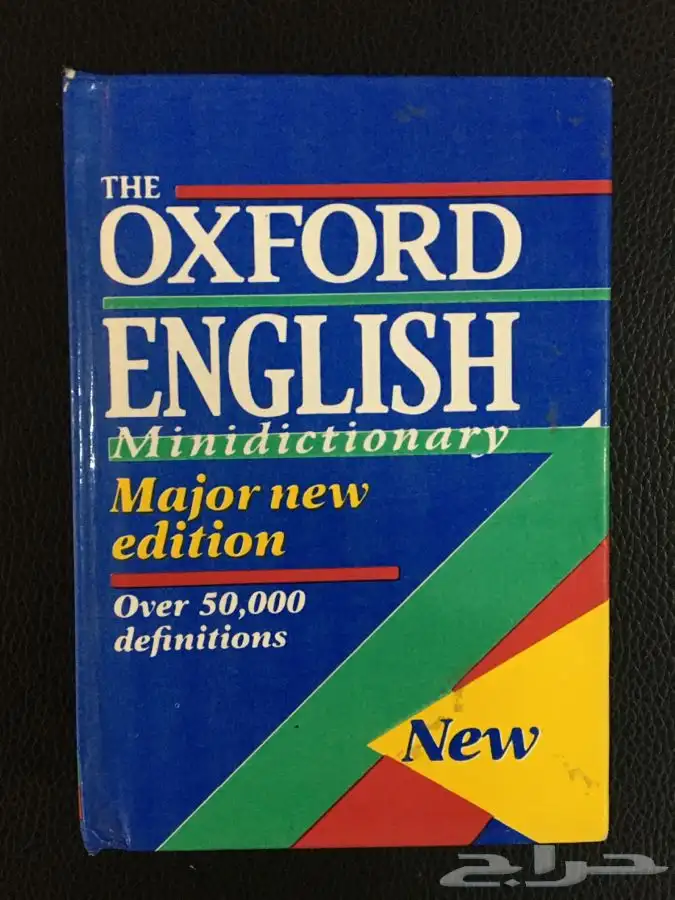 THE
OXFORD
ENGLISH
Minidictionary
Major new
edition
Over 50,000
definitions
New
حراج